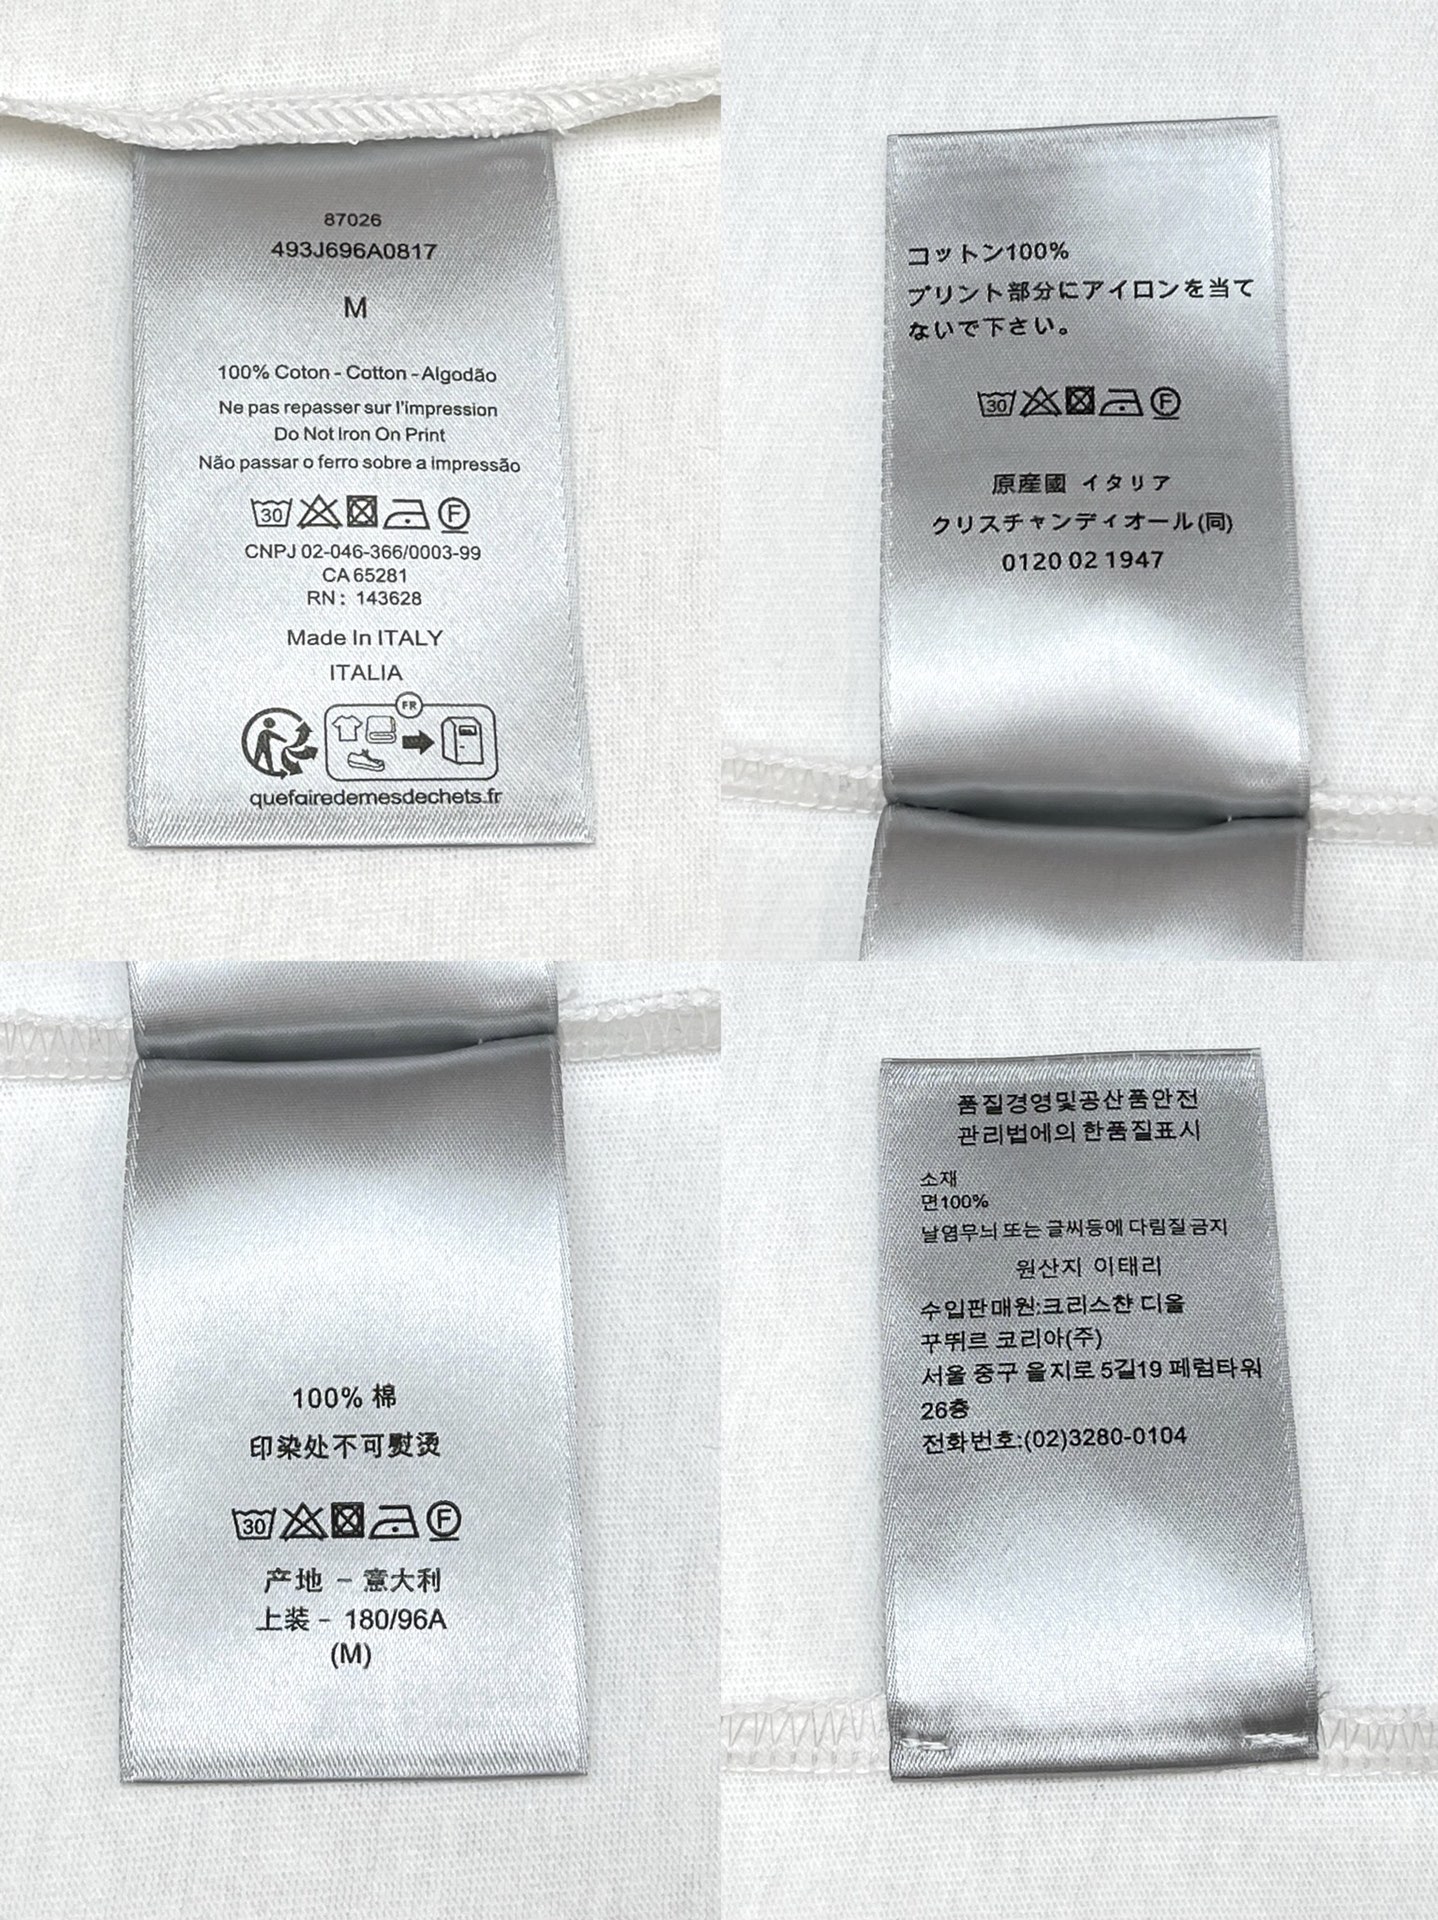 87026
493J696A0817
M
100% Coton - Cotton - Algodão
Ne pas repasser sur l'impression
Do Not Iron On Print
Não passar o ferro sobre a impressão
30 F
CNPJ 02-046-366/0003-99
CA 65281
RN : 143628
Made In ITALY
ITALIA
FR
quefairedemesdechets.fr
コットン100%
プリント部分にアイロンを当て
ないで下さい。
30 F
原産國 イタリア
クリスチャンディオール(同)
0120 02 1947
100% 棉
印染处不可熨烫
30 F
产地 - 意大利
上装 - 180/96A
(M)
품질경영및공산품안전
관리법에의 한품질표시
소재
면100%
날염무늬 또는 글씨등에 다림질 금지
원산지 이태리
수입판매원:크리스챤 디올
꾸뛰르 코리아(주)
서울 중구 을지로 5길19 페럼타워
26층
전화번호:(02)3280-0104